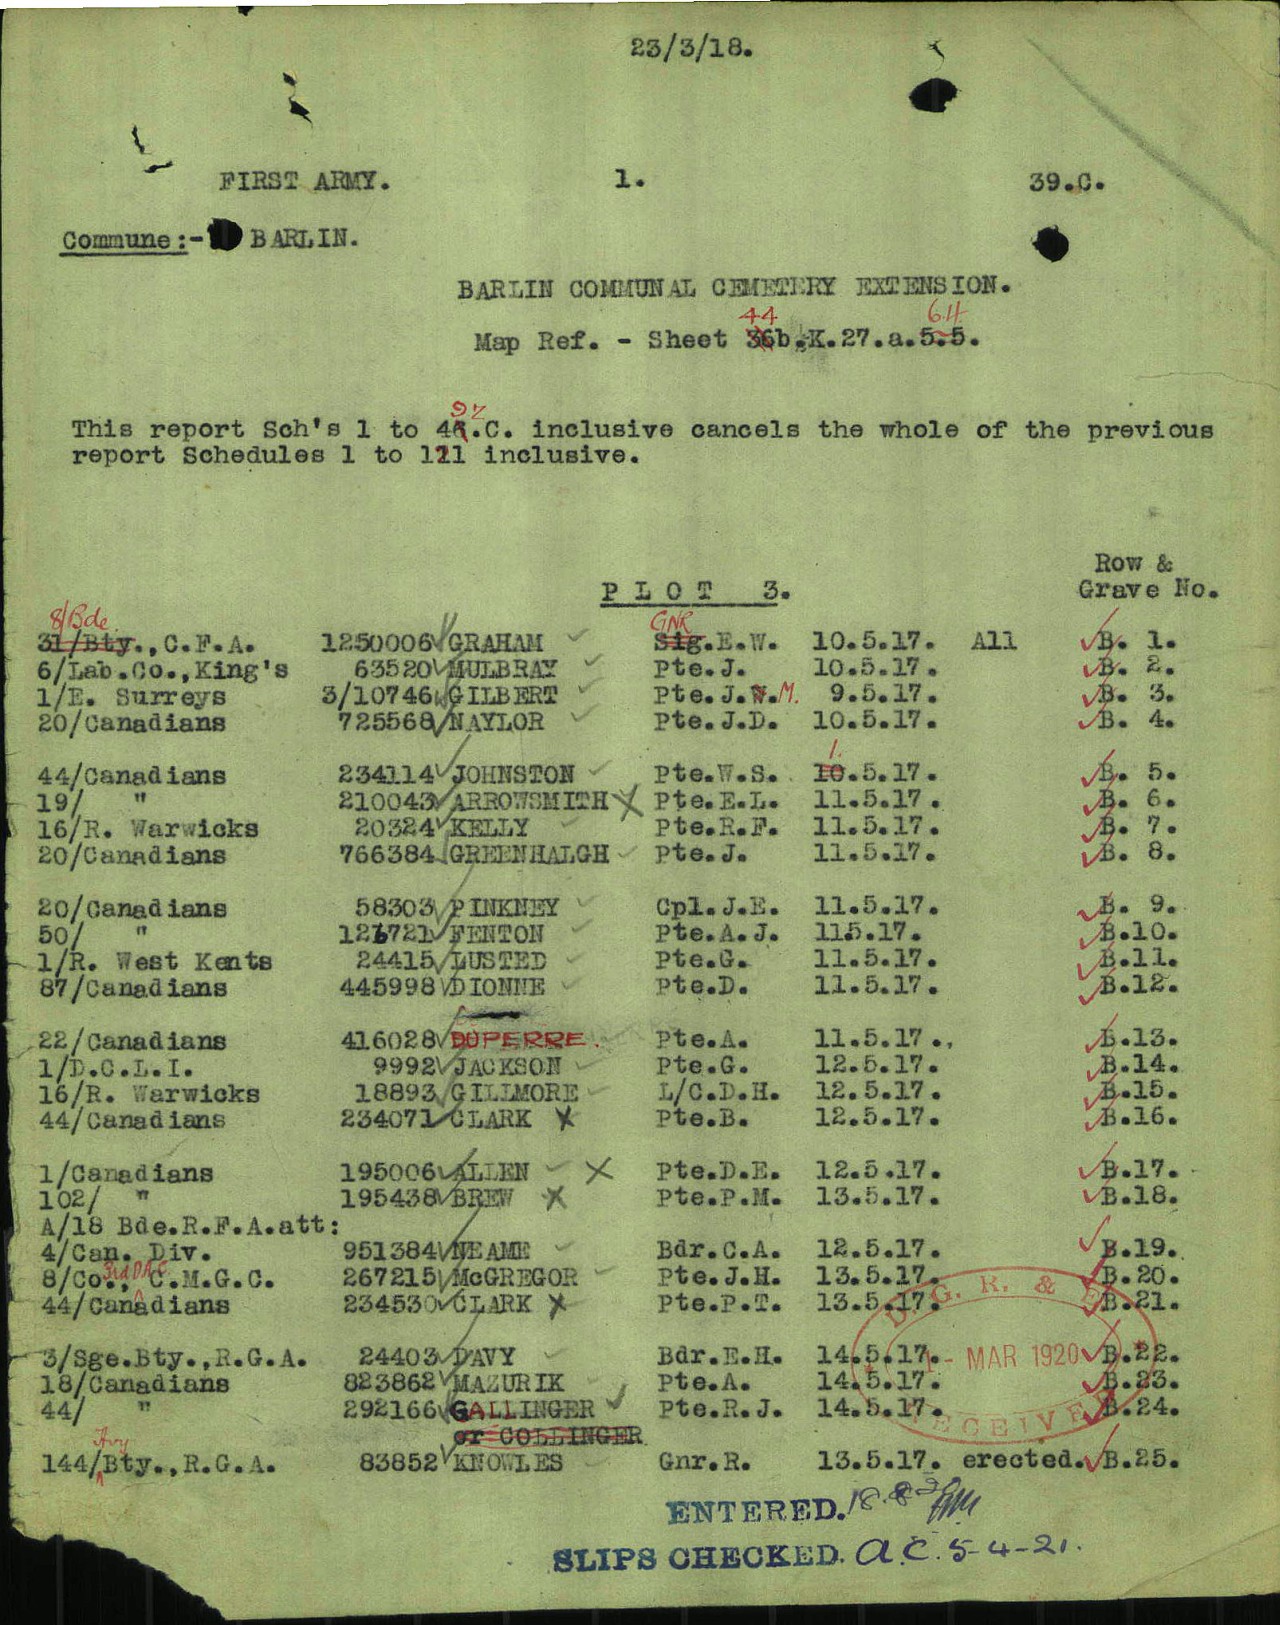 23/3/18.
FIRST ARMY. 1. 39.C.
Commune:- BARLIN.
BARLIN COMMUNAL CEMETERY EXTENSION.
44 64
Map Ref. - Sheet 36b.K.27.a.5.5.
97
This report Sch's 1 to 46.C. inclusive cancels the whole of the previous
report Schedules 1 to 121 inclusive.
Row &
PLOT 3. Grave No.
8/Bde GNR
31/Bty.,C.F.A. 1250006 GRAHAM Sig.E.W. 10.5.17. All B. 1.
6/Lab.Co.,King's 63520 MULBRAY Pte.J. 10.5.17. B. 2.
1/E. Surreys 3/10746 GILBERT Pte.J.W.M. 9.5.17. B. 3.
20/Canadians 725568 NAYLOR Pte.J.D. 10.5.17. B. 4.
1.
44/Canadians 234114 JOHNSTON Pte.W.S. 10.5.17. B. 5.
19/ " 210043 ARROWSMITH Pte.E.L. 11.5.17. B. 6.
16/R. Warwicks 20324 KELLY Pte.R.F. 11.5.17. B. 7.
20/Canadians 766384 GREENHALGH Pte.J. 11.5.17. B. 8.
20/Canadians 58303 PINKNEY Cpl.J.E. 11.5.17. B. 9.
50/ " 126721 FENTON Pte.A.J. 115.17. B.10.
1/R. West Kents 24415 LUSTED Pte.G. 11.5.17. B.11.
87/Canadians 445998 DIONNE Pte.D. 11.5.17. B.12.
22/Canadians 416028 DUPERRE. Pte.A. 11.5.17., B.13.
1/D.C.L.I. 9992 JACKSON Pte.G. 12.5.17. B.14.
16/R. Warwicks 18893 GILLMORE L/C.D.H. 12.5.17. B.15.
44/Canadians 234071 CLARK Pte.B. 12.5.17. B.16.
1/Canadians 195006 ALLEN Pte.D.E. 12.5.17. B.17.
102/ " 195438 BREW Pte.P.M. 13.5.17. B.18.
A/18 Bde.R.F.A.att:
4/Can. Div. 951384 NEAME Bdr.C.A. 12.5.17. B.19.
3rd D.A.C.
8/Co., C.M.G.C. 267215 McGREGOR Pte.J.H. 13.5.17. B.20.
44/Canadians 234530 CLARK Pte.P.T. 13.5.17. B.21.
D. G. R. & E.
3/Sge.Bty.,R.G.A. 24403 DAVY Bdr.E.H. 14.5.17. 1 - MAR 1920 B.22.
18/Canadians 823862 MAZURIK Pte.A. 14.5.17. B.23.
44/ " 292166 GALLINGER Pte.R.J. 14.5.17. B.24.
RECEIVED
or COLLINGER
Hvy
144/Bty.,R.G.A. 83852 KNOWLES Gnr.R. 13.5.17. erected. B.25.
ENTERED. 18.8
SLIPS CHECKED. A.C. 5-4-21.